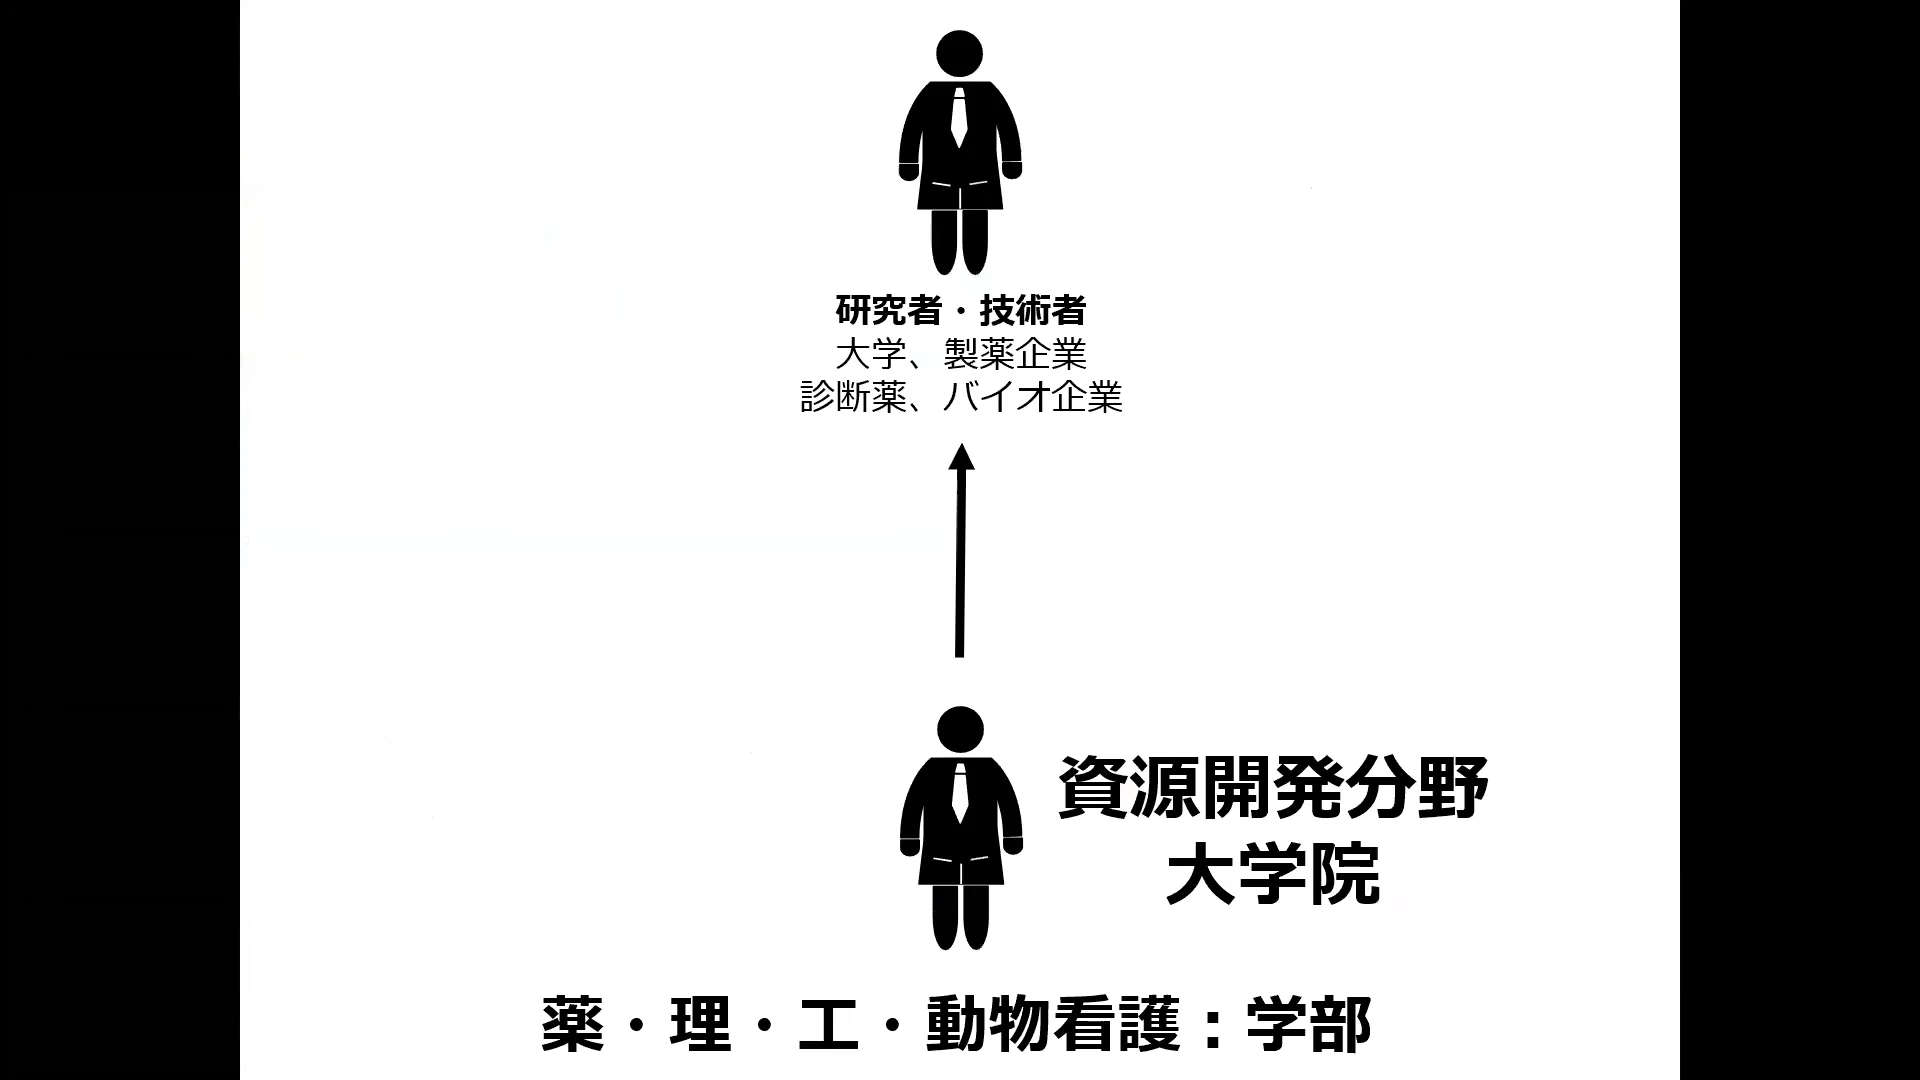 研究者・技術者
大学、製薬企業
診断薬、バイオ企業
資源開発分野
大学院
薬・理・工・動物看護：学部